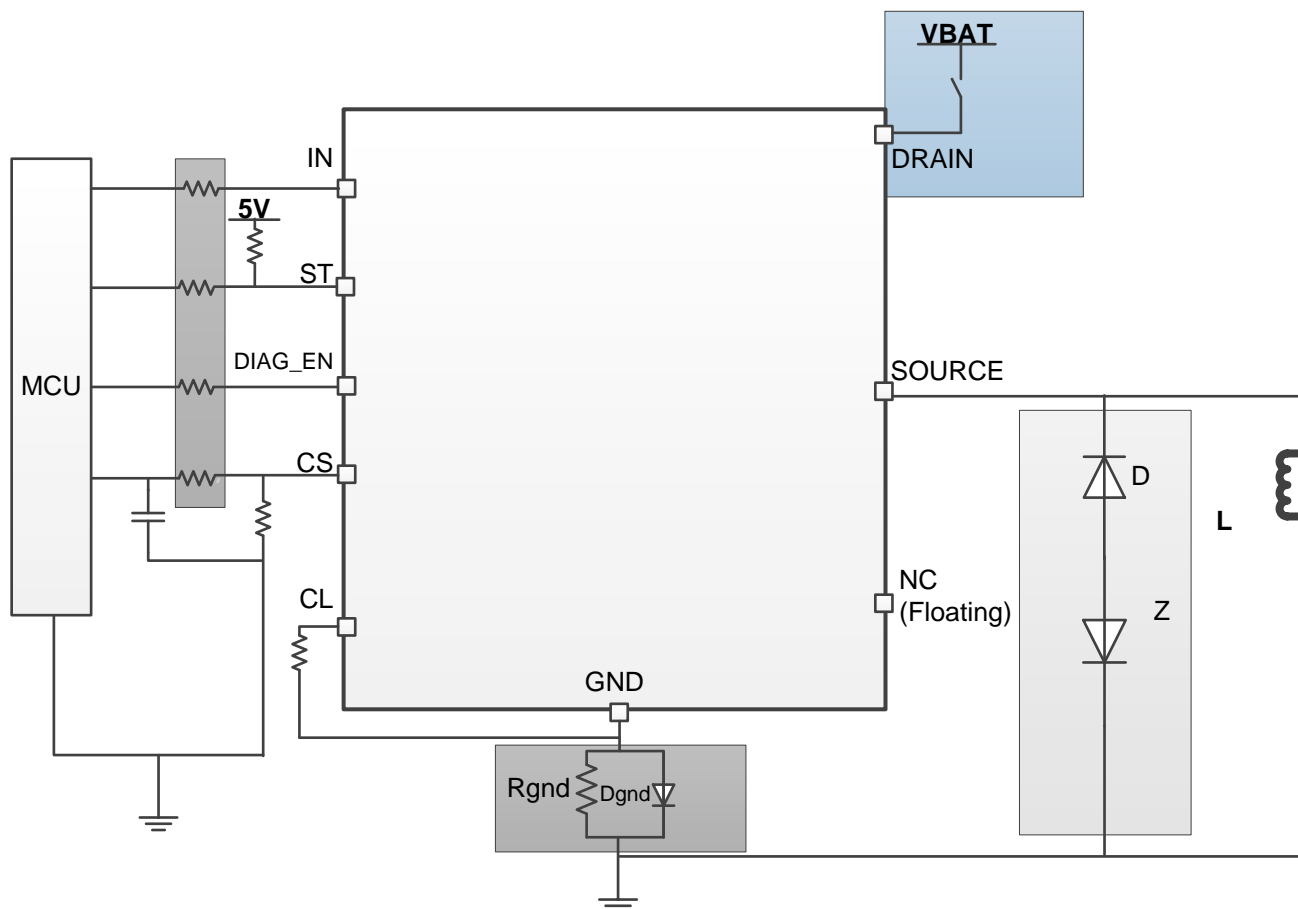 VBAT
IN
DRAIN
5V
ST
DIAG_EN
MCU
SOURCE
CS
D
L
NC
(Floating)
CL
Z
GND
Rgnd
Dgnd